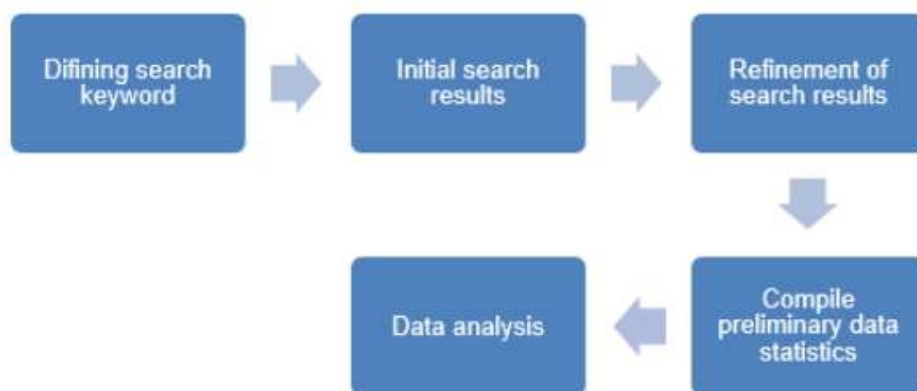 Difining search
keyword
Initial search
results
Refinement of
search results
Compile
preliminary data
statistics
Data analysis